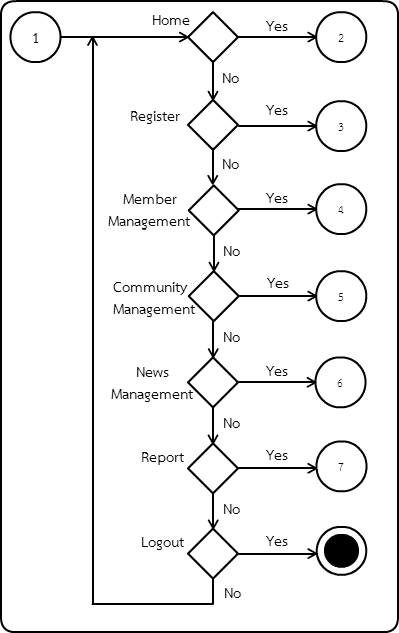 Home
Yes
1
2
No
Register
Yes
3
No
Member
Management
Yes
4
No
Community
Management
Yes
5
No
News
Management
Yes
6
No
Report
Yes
7
No
Logout
Yes
No